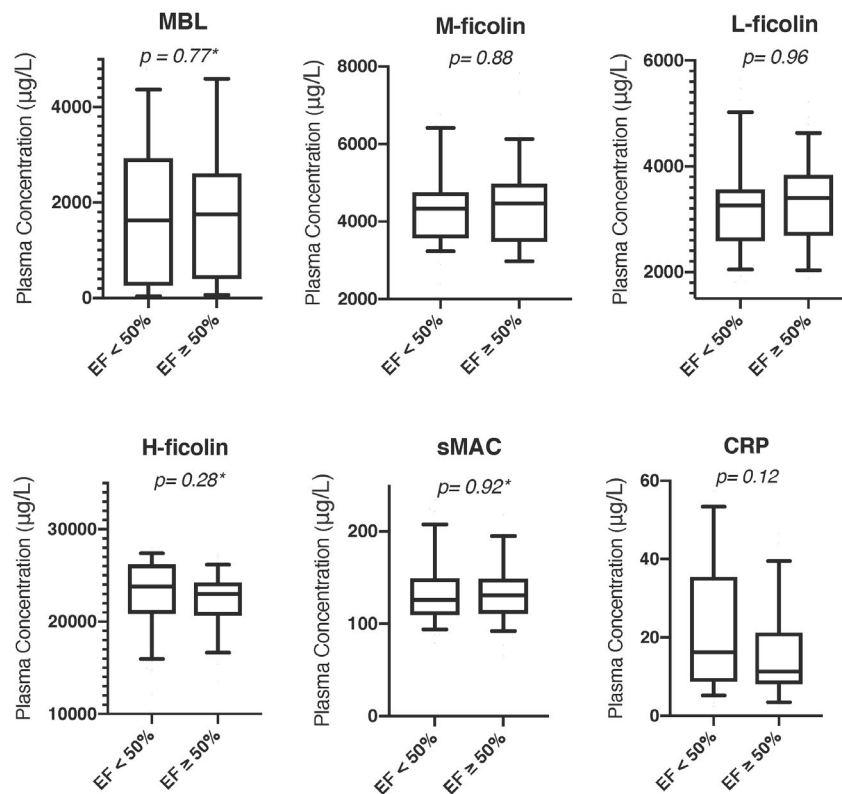 MBL
p = 0.77*
Plasma Concentration (µg/L)
4000
2000
0
EF < 50%
EF ≥ 50%
M-ficolin
p= 0.88
Plasma Concentration (µg/L)
8000
6000
4000
2000
EF < 50%
EF ≥ 50%
L-ficolin
p= 0.96
Plasma Concentration (µg/L)
6000
4000
2000
EF < 50%
EF ≥ 50%
H-ficolin
p= 0.28*
Plasma Concentration (µg/L)
30000
20000
10000
EF < 50%
EF ≥ 50%
sMAC
p= 0.92*
Plasma Concentration (µg/L)
200
100
0
EF < 50%
EF ≥ 50%
CRP
p= 0.12
Plasma Concentration (µg/L)
60
40
20
0
EF < 50%
EF ≥ 50%